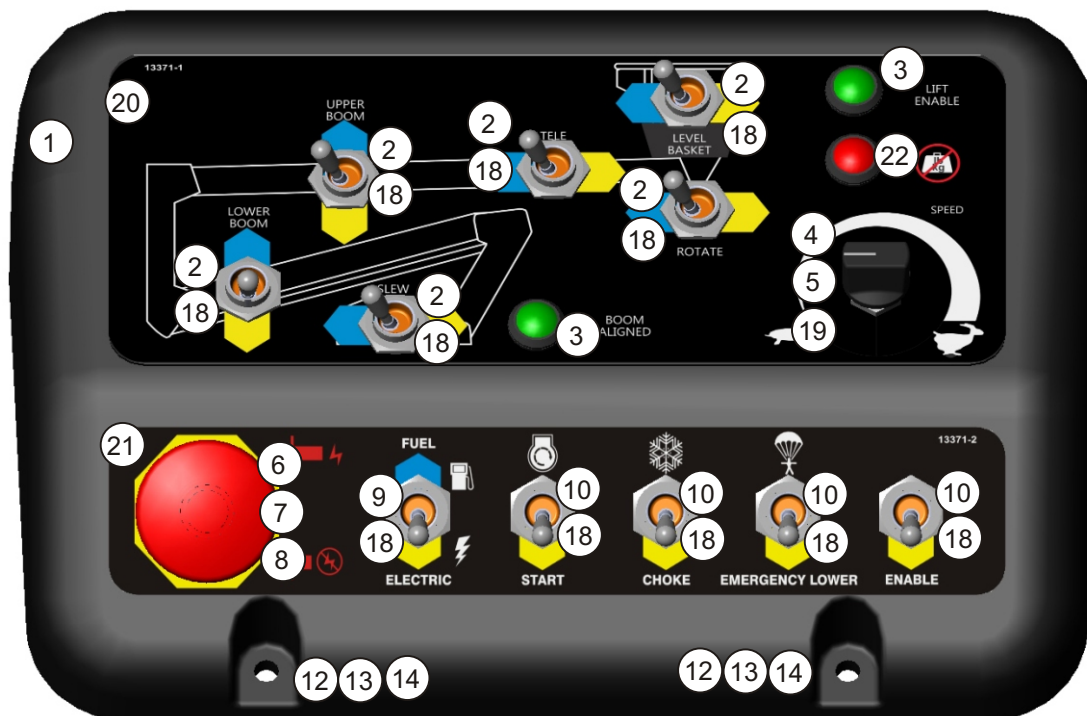 13371-1
3
20
LIFT
ENABLE
1
2
UPPER
BOOM
2
2
TELE
18
LEVEL
BASKET
22
kg
18
18
2
SPEED
LOWER
BOOM
18
ROTATE
4
2
5
18
SLEW
2
18
3
BOOM
ALIGNED
19
21
FUEL
13371-2
6
7
8
9
10
10
10
10
18
18
18
18
18
ELECTRIC
START
CHOKE
EMERGENCY LOWER
ENABLE
12
13
14
12
13
14